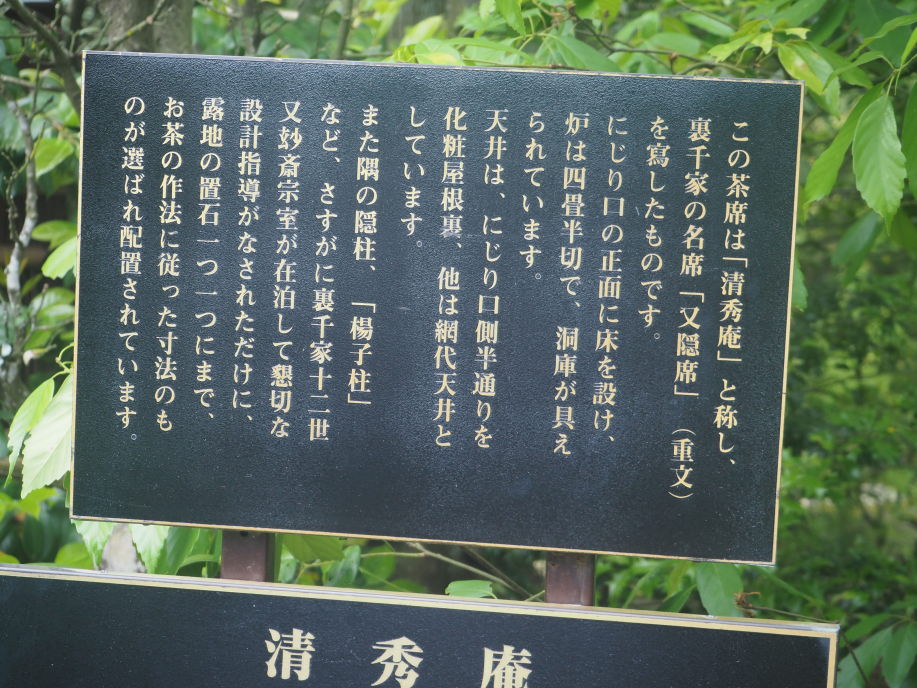 この茶席は「清秀庵」と称し、
裏千家の名席「又隠席」（重文）
を寫したものです。
にじり口の正面に床を設け、
炉は四畳半切で、洞庫が具え
られています。
天井は、にじり口側半通りを
化粧屋根裏、他は網代天井と
しています。
また隅の隠柱、「楊子柱」
など、さすがに裏千家十二世
又妙斎宗室が在泊して懇切な
設計指導がなされただけに、
露地の置石一つ一つにまで、
お茶の作法に従った寸法のも
のが選ばれ配置されています。
清秀庵